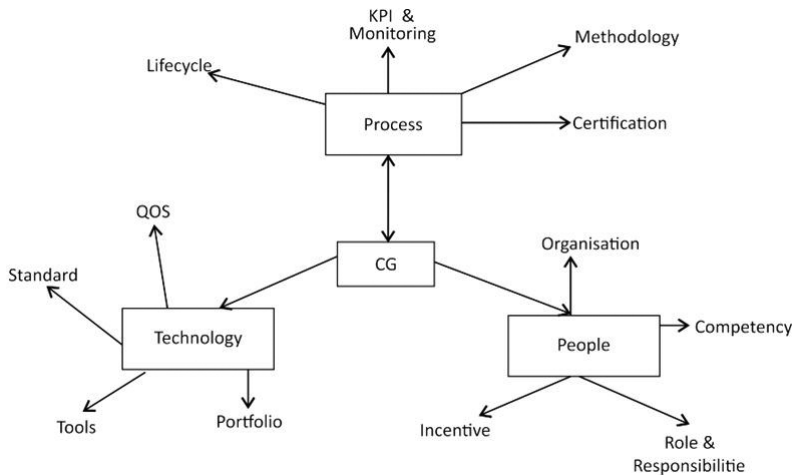 KPI &
Monitoring
Methodology
Lifecycle
Process
Certification
QOS
Organisation
CG
Standard
Technology
People
Competency
Tools
Portfolio
Incentive
Role &
Responsibilitie